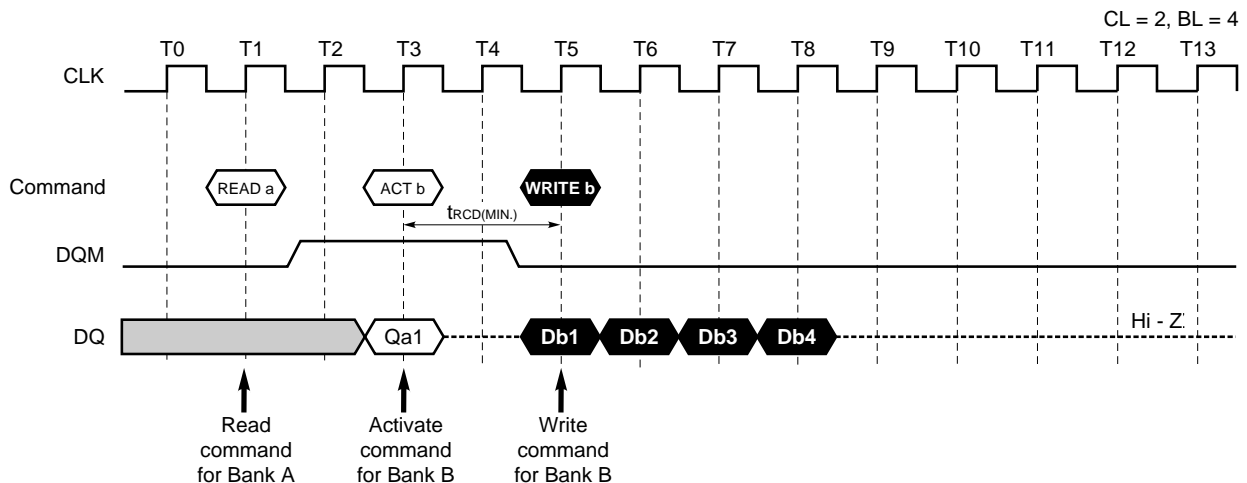 CL = 2, BL = 4
T0 T1 T2 T3 T4 T5 T6 T7 T8 T9 T10 T11 T12 T13
CLK
Command READ a ACT b WRITE b
tRCD(MIN.)
DQM
Hi - Z
DQ Qa1 Db1 Db2 Db3 Db4
Read Activate Write
command command command
for Bank A for Bank B for Bank B